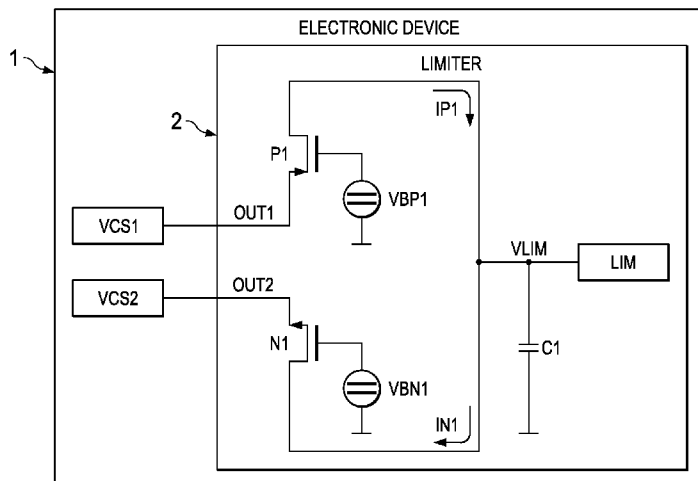 ELECTRONIC DEVICE
1
LIMITER
2
IP1
P1
VBP1
OUT1
VCS1
VLIM
LIM
OUT2
VCS2
N1
C1
VBN1
IN1